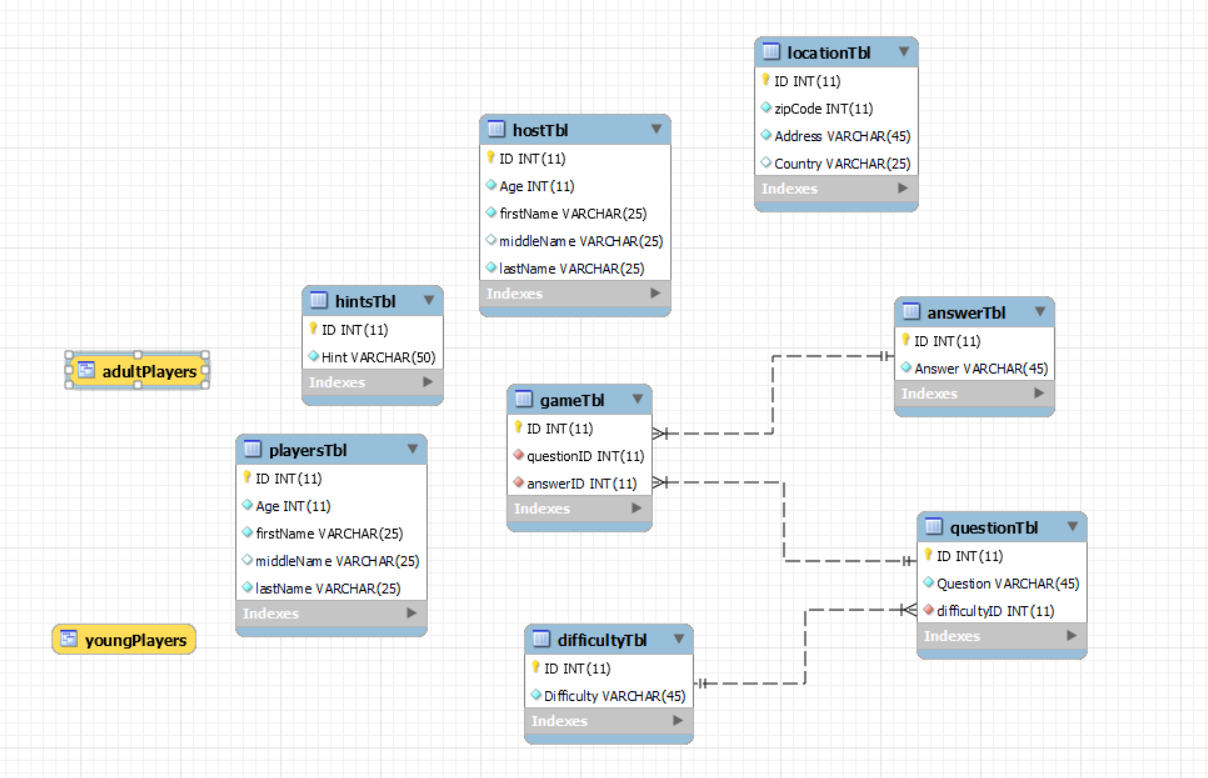 locationTbl
ID INT(11)
zipCode INT(11)
Address VARCHAR(45)
Country VARCHAR(25)
Indexes
hostTbl
ID INT(11)
Age INT(11)
firstName VARCHAR(25)
middleName VARCHAR(25)
lastName VARCHAR(25)
Indexes
hintsTbl
ID INT(11)
Hint VARCHAR(50)
Indexes
answerTbl
ID INT(11)
Answer VARCHAR(45)
Indexes
adultPlayers
gameTbl
ID INT(11)
questionID INT(11)
answerID INT(11)
Indexes
playersTbl
ID INT(11)
Age INT(11)
firstName VARCHAR(25)
middleName VARCHAR(25)
lastName VARCHAR(25)
Indexes
questionTbl
ID INT(11)
Question VARCHAR(45)
difficultyID INT(11)
Indexes
youngPlayers
difficultyTbl
ID INT(11)
Difficulty VARCHAR(45)
Indexes